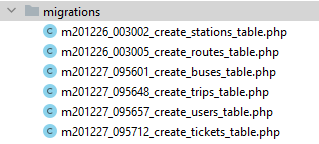 migrations
m201226_003002_create_stations_table.php
m201226_003005_create_routes_table.php
m201227_095601_create_buses_table.php
m201227_095648_create_trips_table.php
m201227_095657_create_users_table.php
m201227_095712_create_tickets_table.php